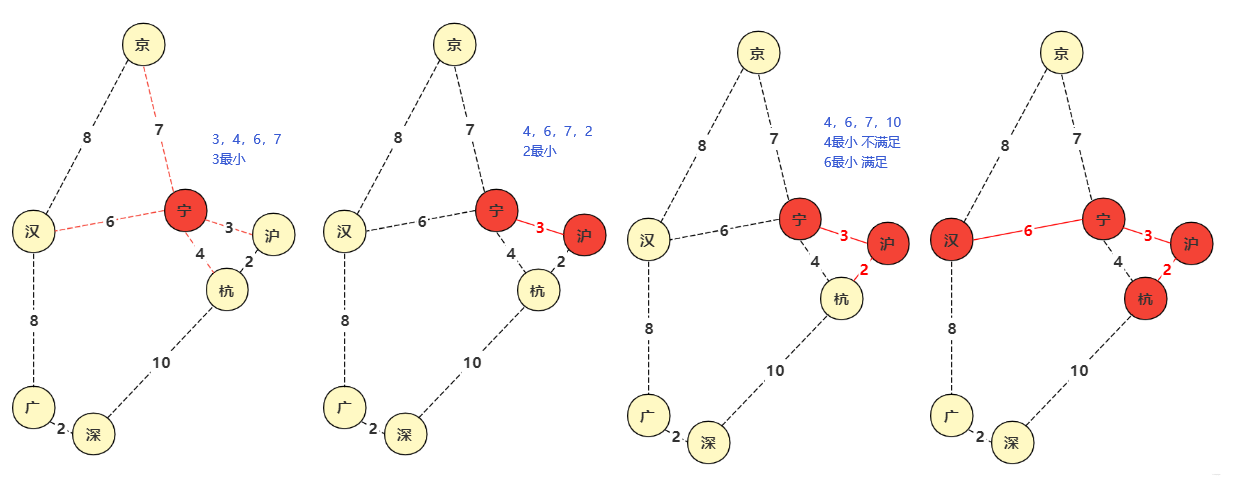 京
8
7
3，4，6，7
3最小
宁
6
3
汉
沪
4
2
杭
8
10
广
2
深
京
8
7
4，6，7，2
2最小
宁
6
3
汉
沪
4
2
杭
8
10
广
2
深
京
8
7
4，6，7，10
4最小 不满足
6最小 满足
宁
6
3
汉
沪
4
2
杭
8
10
广
2
深
京
8
7
宁
6
3
汉
沪
4
2
杭
8
10
广
2
深